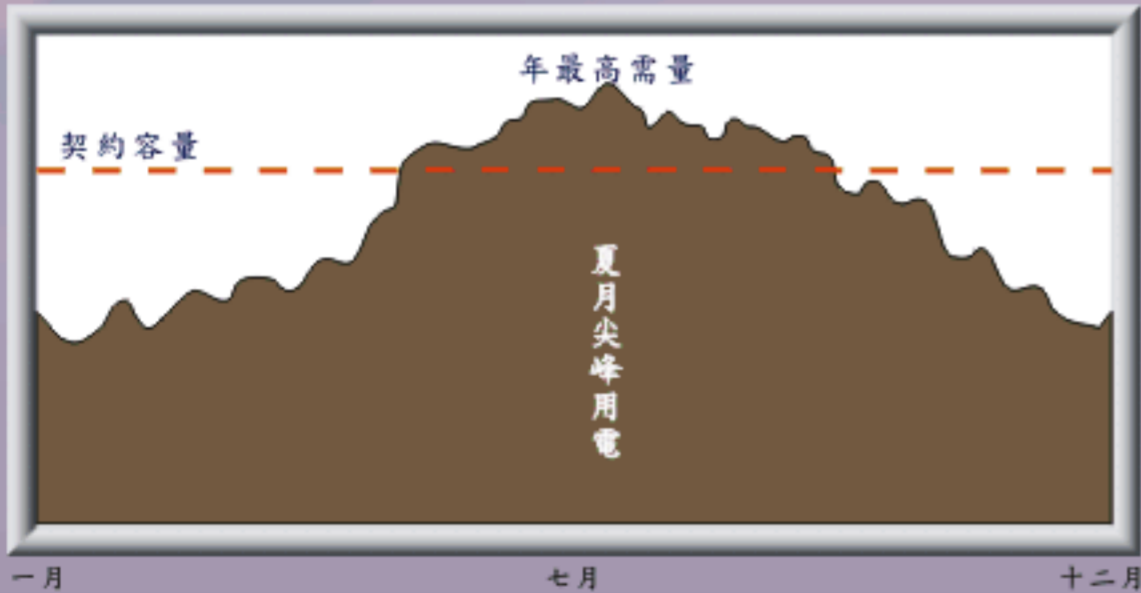 年最高需量
契約容量
夏月尖峰用電
一月
七月
十二月